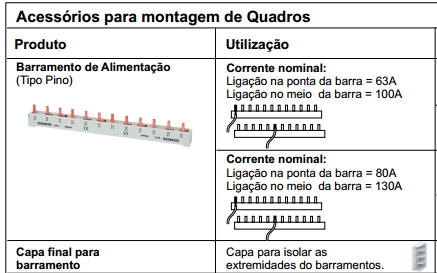 Acessórios para montagem de Quadros
Produto
Utilização
Barramento de Alimentação
(Tipo Pino)
Corrente nominal:
Ligação na ponta da barra = 63A
Ligação no meio da barra = 100A
Corrente nominal:
Ligação na ponta da barra = 80A
Ligação no meio da barra = 130A
Capa final para
barramento
Capa para isolar as
extremidades do barramentos.